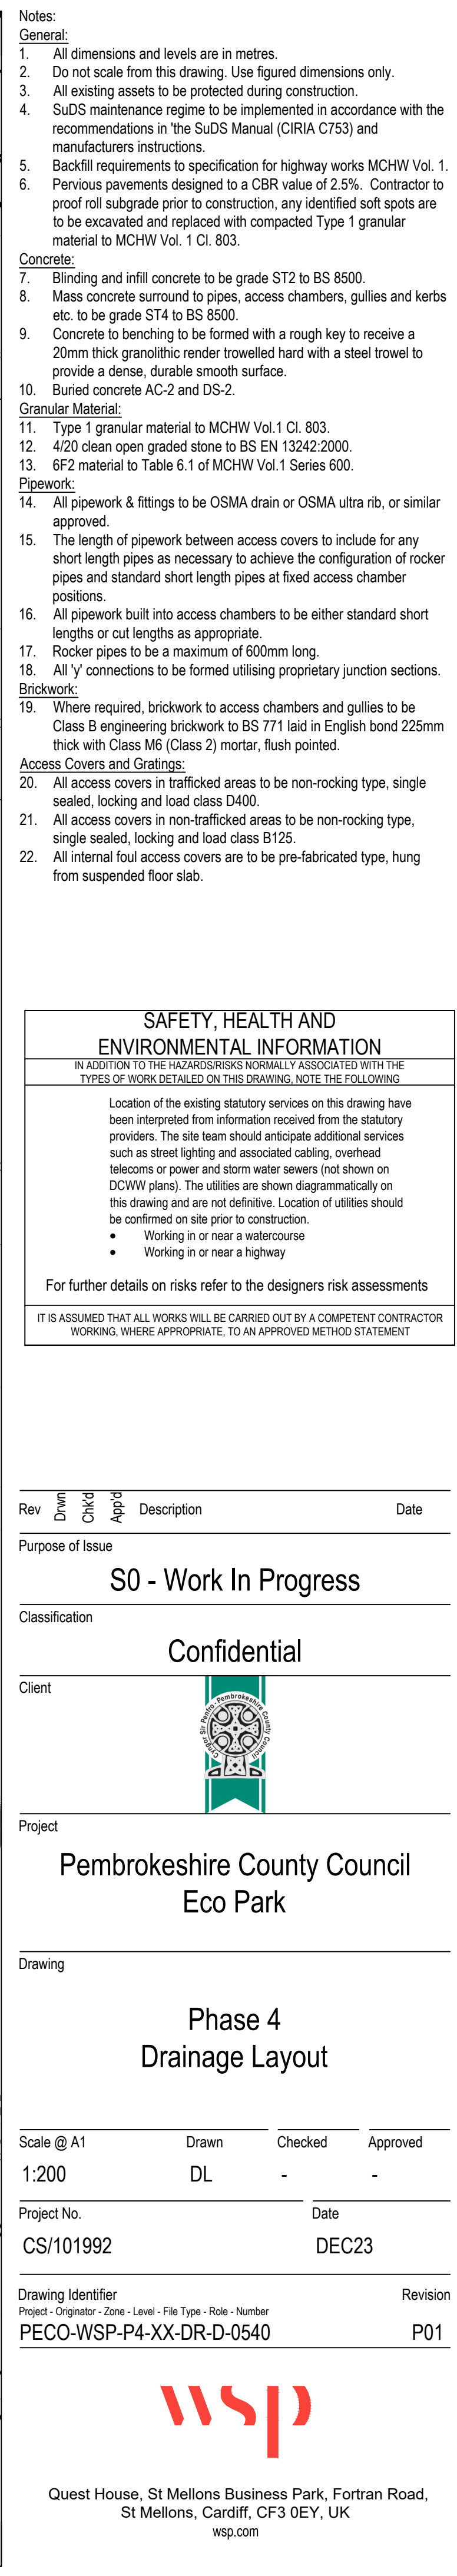 Notes:
General:
1. All dimensions and levels are in metres.
2. Do not scale from this drawing. Use figured dimensions only.
3. All existing assets to be protected during construction.
4. SuDS maintenance regime to be implemented in accordance with the
recommendations in 'the SuDS Manual (CIRIA C753) and
manufacturers instructions.
5. Backfill requirements to specification for highway works MCHW Vol. 1.
6. Pervious pavements designed to a CBR value of 2.5%. Contractor to
proof roll subgrade prior to construction, any identified soft spots are
to be excavated and replaced with compacted Type 1 granular
material to MCHW Vol. 1 Cl. 803.
Concrete:
7. Blinding and infill concrete to be grade ST2 to BS 8500.
8. Mass concrete surround to pipes, access chambers, gullies and kerbs
etc. to be grade ST4 to BS 8500.
9. Concrete to benching to be formed with a rough key to receive a
20mm thick granolithic render trowelled hard with a steel trowel to
provide a dense, durable smooth surface.
10. Buried concrete AC-2 and DS-2.
Granular Material:
11. Type 1 granular material to MCHW Vol.1 Cl. 803.
12. 4/20 clean open graded stone to BS EN 13242:2000.
13. 6F2 material to Table 6.1 of MCHW Vol.1 Series 600.
Pipework:
14. All pipework & fittings to be OSMA drain or OSMA ultra rib, or similar
approved.
15. The length of pipework between access covers to include for any
short length pipes as necessary to achieve the configuration of rocker
pipes and standard short length pipes at fixed access chamber
positions.
16. All pipework built into access chambers to be either standard short
lengths or cut lengths as appropriate.
17. Rocker pipes to be a maximum of 600mm long.
18. All 'y' connections to be formed utilising proprietary junction sections.
Brickwork:
19. Where required, brickwork to access chambers and gullies to be
Class B engineering brickwork to BS 771 laid in English bond 225mm
thick with Class M6 (Class 2) mortar, flush pointed.
Access Covers and Gratings:
20. All access covers in trafficked areas to be non-rocking type, single
sealed, locking and load class D400.
21. All access covers in non-trafficked areas to be non-rocking type,
single sealed, locking and load class B125.
22. All internal foul access covers are to be pre-fabricated type, hung
from suspended floor slab.
SAFETY, HEALTH AND
ENVIRONMENTAL INFORMATION
IN ADDITION TO THE HAZARDS/RISKS NORMALLY ASSOCIATED WITH THE
TYPES OF WORK DETAILED ON THIS DRAWING, NOTE THE FOLLOWING
Location of the existing statutory services on this drawing have
been interpreted from information received from the statutory
providers. The site team should anticipate additional services
such as street lighting and associated cabling, overhead
telecoms or power and storm water sewers (not shown on
DCWW plans). The utilities are shown diagrammatically on
this drawing and are not definitive. Location of utilities should
be confirmed on site prior to construction.
• Working in or near a watercourse
• Working in or near a highway
For further details on risks refer to the designers risk assessments
IT IS ASSUMED THAT ALL WORKS WILL BE CARRIED OUT BY A COMPETENT CONTRACTOR
WORKING, WHERE APPROPRIATE, TO AN APPROVED METHOD STATEMENT
Rev Drwn Chk'd App'd Description Date
Purpose of Issue
S0 - Work In Progress
Classification
Confidential
Client
Cyngor Sir Penfro - Pembrokeshire County Council
Project
Pembrokeshire County Council
Eco Park
Drawing
Phase 4
Drainage Layout
Scale @ A1 Drawn Checked Approved
1:200 DL - -
Project No. Date
CS/101992 DEC23
Drawing Identifier Revision
Project - Originator - Zone - Level - File Type - Role - Number
PECO-WSP-P4-XX-DR-D-0540 P01
wsp
Quest House, St Mellons Business Park, Fortran Road,
St Mellons, Cardiff, CF3 0EY, UK
wsp.com